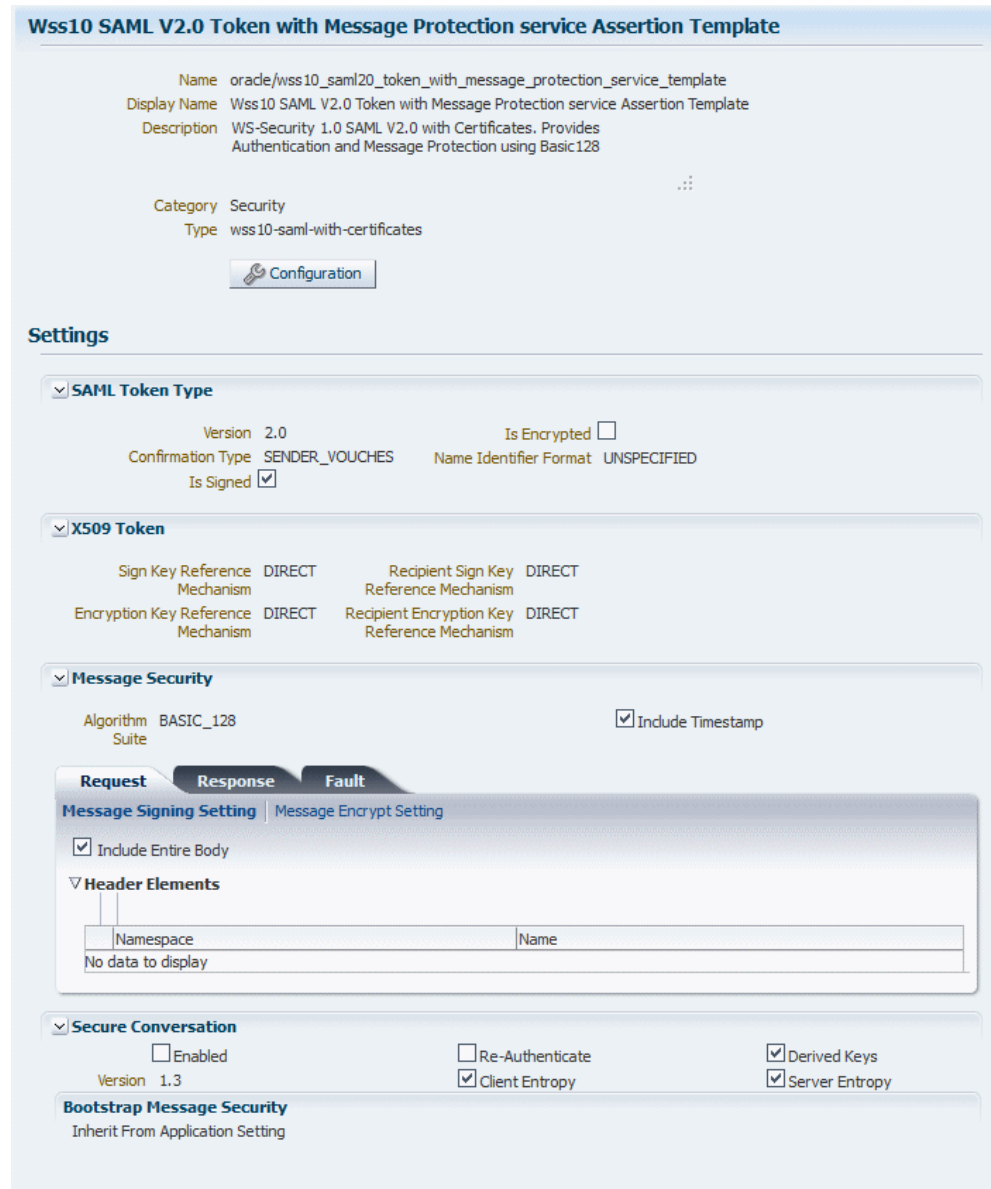 Wss10 SAML V2.0 Token with Message Protection service Assertion Template
Name oracle/wss10_saml20_token_with_message_protection_service_template
Display Name Wss10 SAML V2.0 Token with Message Protection service Assertion Template
Description WS-Security 1.0 SAML V2.0 with Certificates. Provides
Authentication and Message Protection using Basic128
Category Security
Type wss10-saml-with-certificates
Configuration
Settings
SAML Token Type
Version 2.0 Is Encrypted
Confirmation Type SENDER_VOUCHES Name Identifier Format UNSPECIFIED
Is Signed
X509 Token
Sign Key Reference DIRECT Recipient Sign Key DIRECT
Mechanism Reference Mechanism
Encryption Key Reference DIRECT Recipient Encryption Key DIRECT
Mechanism Reference Mechanism
Message Security
Algorithm BASIC_128 Include Timestamp
Suite
Request Response Fault
Message Signing Setting Message Encrypt Setting
Include Entire Body
Header Elements
Namespace Name
No data to display
Secure Conversation
Enabled Re-Authenticate Derived Keys
Version 1.3 Client Entropy Server Entropy
Bootstrap Message Security
Inherit From Application Setting